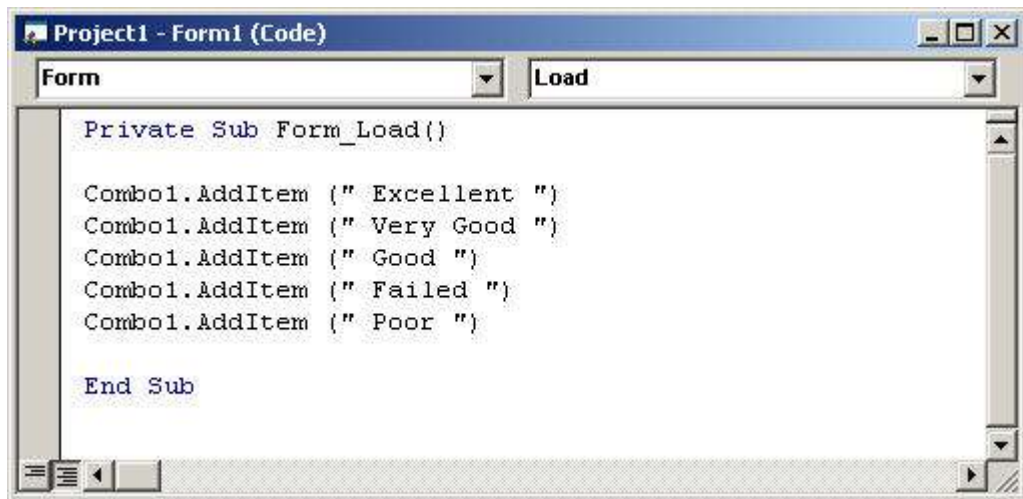 Project1 - Form1 (Code)
Form
Load
Private Sub Form_Load()
Combo1.AddItem (" Excellent ")
Combo1.AddItem (" Very Good ")
Combo1.AddItem (" Good ")
Combo1.AddItem (" Failed ")
Combo1.AddItem (" Poor ")
End Sub